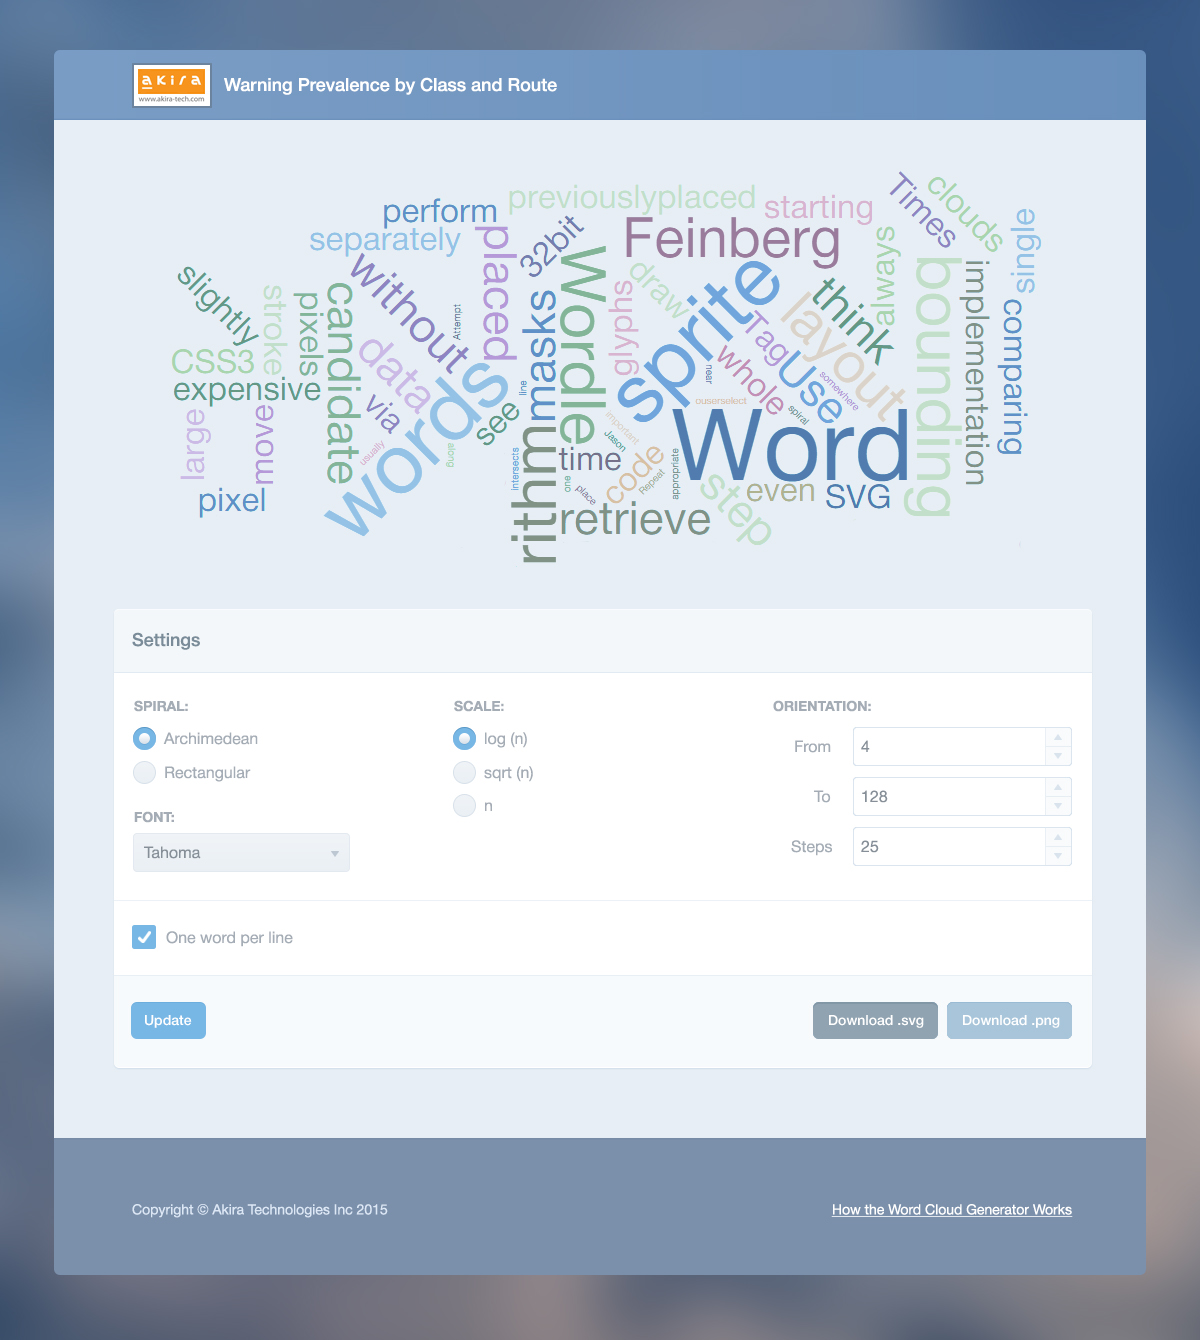 akira
www.akira-tech.com
Warning Prevalence by Class and Route
perform
previouslyplaced
starting
Times
clouds
single
separately
placed
32bit
Feinberg
always
slightly
stroke
pixels
candidate
without
Attempt
masks
Wordle
glyphs
draw
sprite
think
layout
bounding
implementation
comparing
CSS3
data
Tag
whole
near
Use
somewhere
expensive
via
words
line
see
ouserselect
spiral
large
move
usually
along
intersects
rithm
important
Jason
time
one
place
code
Repeat
appropriate
Word
pixel
retrieve
step
even
SVG
Settings
SPIRAL:
Archimedean
Rectangular
FONT:
Tahoma
SCALE:
log (n)
sqrt (n)
n
ORIENTATION:
From 4
To 128
Steps 25
One word per line
Update
Download .svg
Download .png
Copyright © Akira Technologies Inc 2015
How the Word Cloud Generator Works